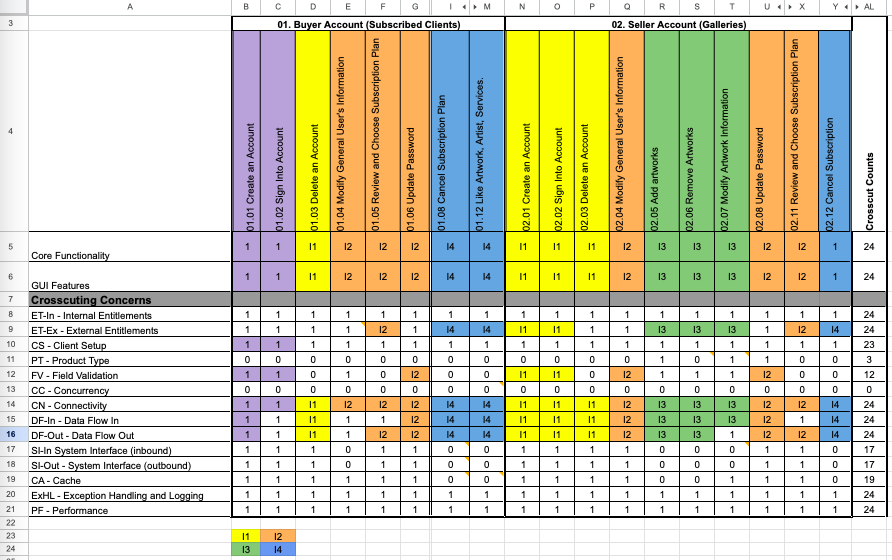 A B C D E F G I M N O P Q R S T U X Y AL
3 01. Buyer Account (Subscribed Clients) 02. Seller Account (Galleries)
4
01.01 Create an Account
01.02 Sign Into Account
01.03 Delete an Account
01.04 Modify General User's Information
01.05 Review and Choose Subscription Plan
01.06 Update Password
01.08 Cancel Subscription Plan
01.12 Like Artwork, Artist, Services.
02.01 Create an Account
02.02 Sign Into Account
02.03 Delete an Account
02.04 Modify General User's Information
02.05 Add artworks
02.06 Remove Artworks
02.07 Modify Artwork Information
02.08 Update Password
02.11 Review and Choose Subscription Plan
02.12 Cancel Subscription
Crosscut Counts
5 Core Functionality 1 1 I1 I2 I2 I2 I4 I4 I1 I1 I1 I2 I3 I3 I3 I2 I2 1 24
6 GUI Features 1 1 I1 I2 I2 I2 I4 I4 I1 I1 I1 I2 I3 I3 I3 I2 I2 1 24
7 Crosscuting Concerns
8 ET-In - Internal Entitlements 1 1 1 1 1 1 1 1 1 1 1 1 1 1 1 1 1 1 24
9 ET-Ex - External Entitlements 1 1 1 1 I2 1 I4 I4 I1 I1 1 1 I3 I3 I3 1 I2 I4 24
10 CS - Client Setup 1 1 1 1 1 1 1 1 1 1 1 1 1 1 1 1 1 1 23
11 PT - Product Type 0 0 0 0 0 0 0 0 0 0 0 0 1 0 1 0 0 0 3
12 FV - Field Validation 1 1 0 1 0 I2 0 0 I1 I1 0 I2 1 1 1 I2 0 0 12
13 CC - Concurrency 0 0 0 0 0 0 0 0 0 0 0 0 0 0 0 0 0 0 0
14 CN - Connectivity 1 1 I1 I2 I2 I2 I4 I4 I1 I1 I1 I2 I3 I3 I3 I2 I2 I4 24
15 DF-In - Data Flow In 1 1 I1 1 1 I2 I4 I4 I1 I1 I1 I2 I3 I3 I3 I2 I2 I4 24
16 DF-Out - Data Flow Out 1 1 I1 1 I2 I2 I4 I4 I1 I1 I1 I2 I3 I3 1 I2 I2 I4 24
17 SI-In System Interface (inbound) 1 1 1 0 1 1 0 0 1 1 1 0 0 0 0 1 1 0 17
18 SI-Out - System Interface (outbound) 1 1 1 0 1 1 0 0 1 1 1 0 0 0 0 1 1 0 17
19 CA - Cache 1 1 1 1 1 1 0 0 1 1 1 1 0 0 1 1 1 0 19
20 ExHL - Exception Handling and Logging 1 1 1 1 1 1 1 1 1 1 1 1 1 1 1 1 1 1 24
21 PF - Performance 1 1 1 1 1 1 1 1 1 1 1 1 1 1 1 1 1 1 24
22
23 I1 I2
24 I3 I4